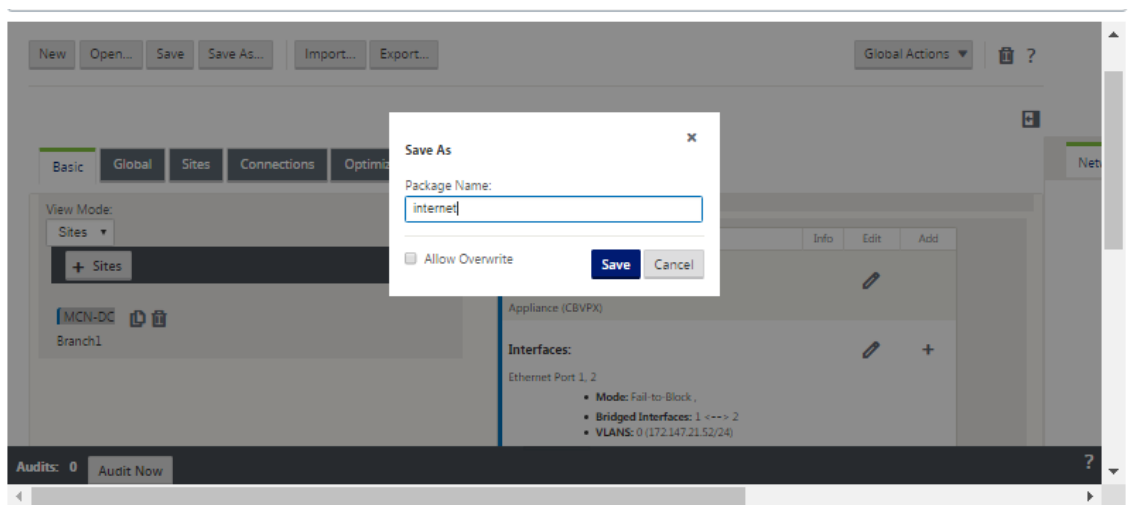 New Open... Save Save As... Import... Export... Global Actions ▼ ?
Basic Global Sites Connections Optimiz
Net
View Mode:
Sites ▼
+ Sites
MCN-DC
Branch1
Save As ×
Package Name:
internet
Allow Overwrite Save Cancel
Info Edit Add
Appliance (CBVPX)
Interfaces: +
Ethernet Port 1, 2
• Mode: Fail-to-Block ,
• Bridged Interfaces: 1 <--> 2
• VLANS: 0 (172.147.21.52/24)
Audits: 0 Audit Now ?